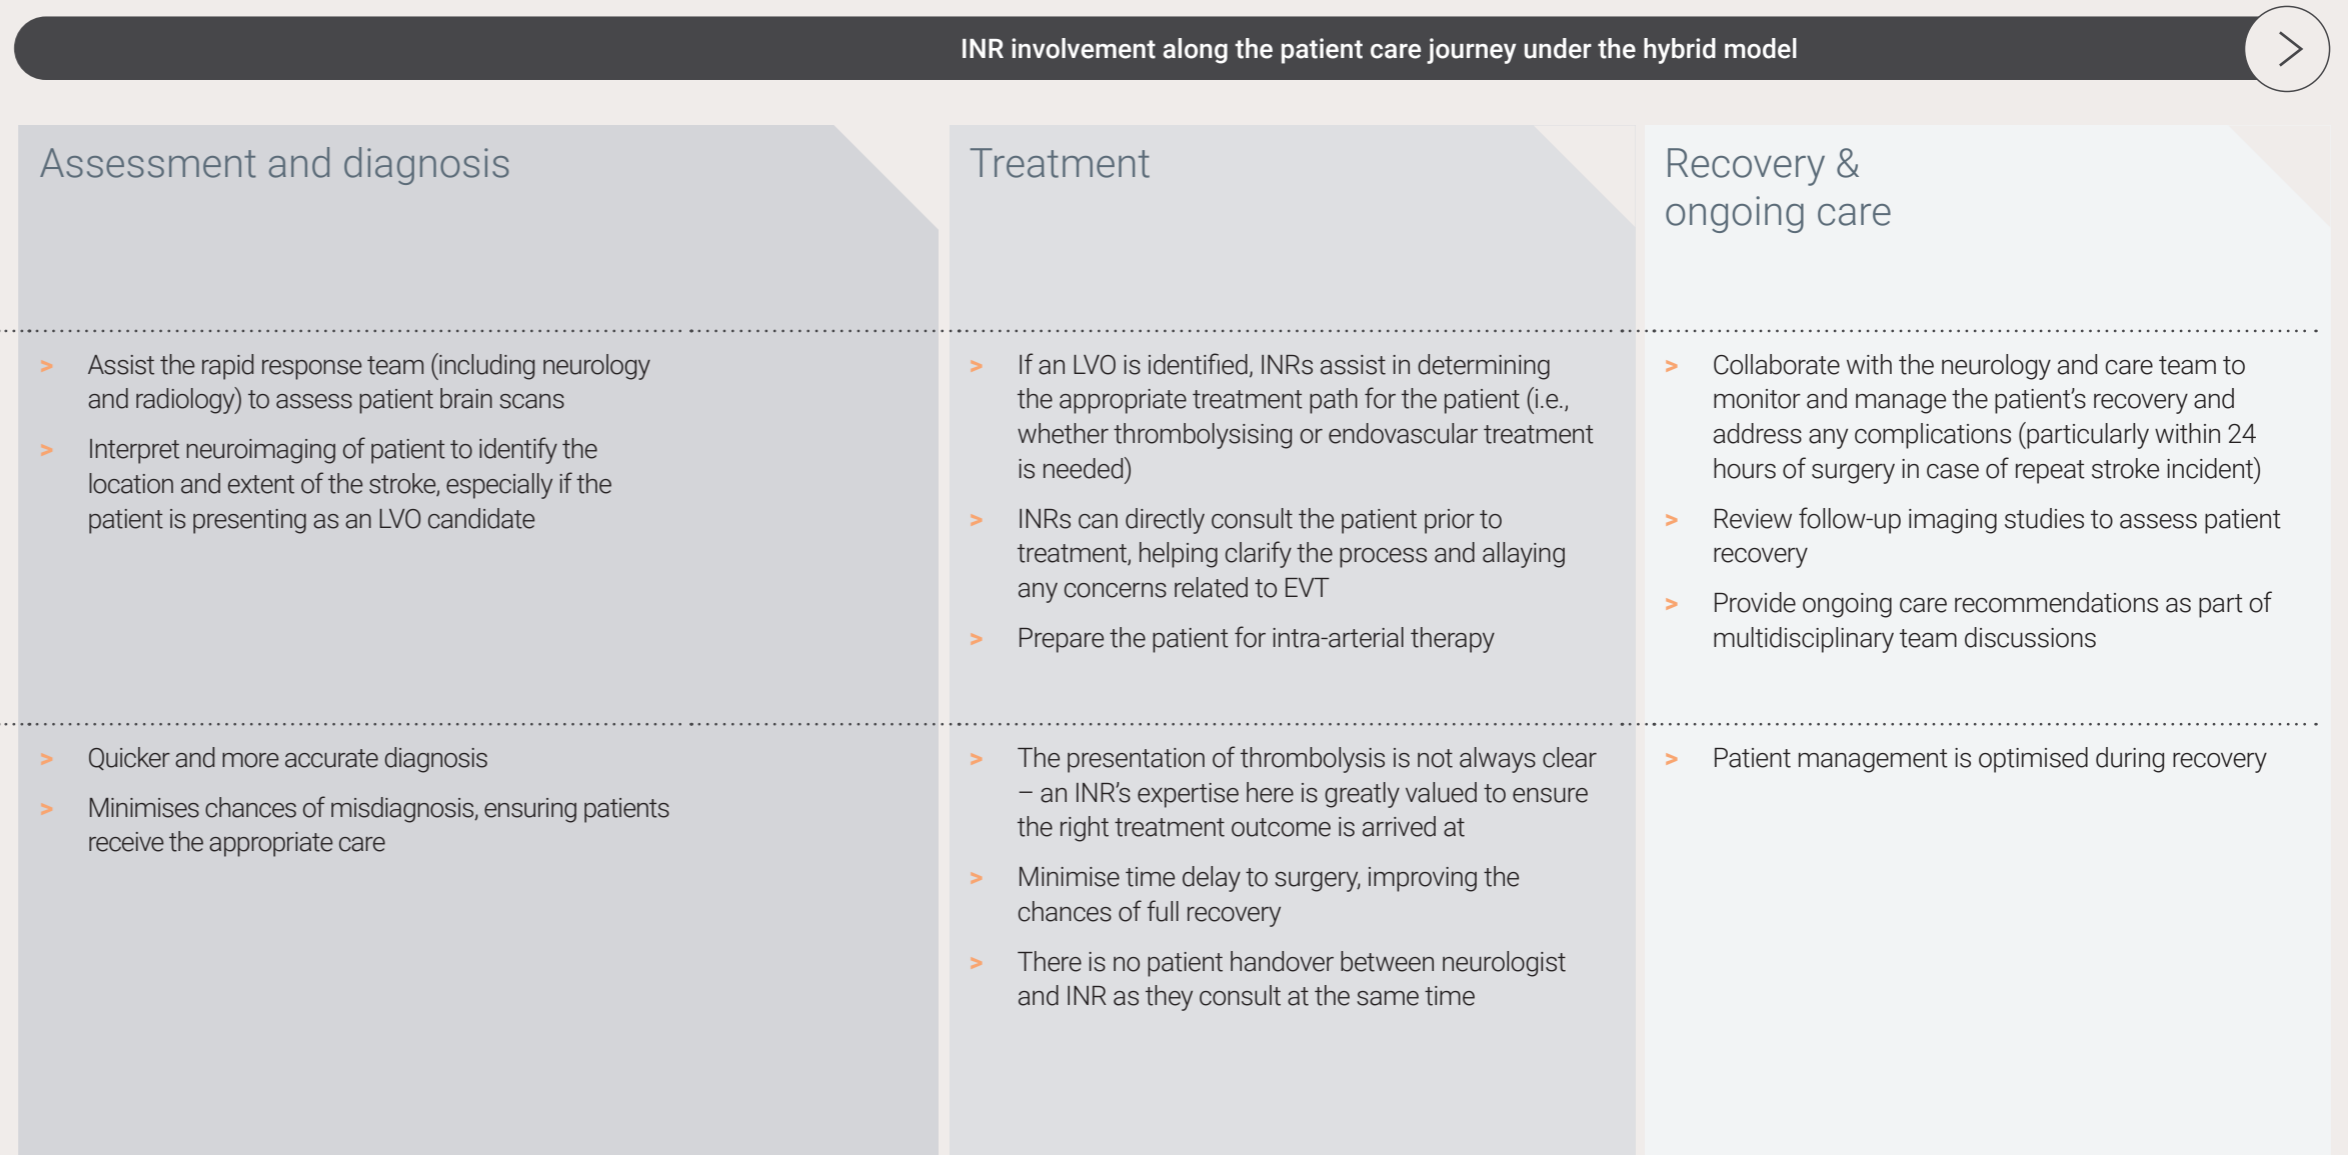 INR involvement along the patient care journey under the hybrid model
Assessment and diagnosis
> Assist the rapid response team (including neurology
and radiology) to assess patient brain scans
> Interpret neuroimaging of patient to identify the
location and extent of the stroke, especially if the
patient is presenting as an LVO candidate
> Quicker and more accurate diagnosis
> Minimises chances of misdiagnosis, ensuring patients
receive the appropriate care
Treatment
> If an LVO is identified, INRs assist in determining
the appropriate treatment path for the patient (i.e.,
whether thrombolysising or endovascular treatment
is needed)
> INRs can directly consult the patient prior to
treatment, helping clarify the process and allaying
any concerns related to EVT
> Prepare the patient for intra-arterial therapy
> The presentation of thrombolysis is not always clear
– an INR’s expertise here is greatly valued to ensure
the right treatment outcome is arrived at
> Minimise time delay to surgery, improving the
chances of full recovery
> There is no patient handover between neurologist
and INR as they consult at the same time
Recovery &
ongoing care
> Collaborate with the neurology and care team to
monitor and manage the patient’s recovery and
address any complications (particularly within 24
hours of surgery in case of repeat stroke incident)
> Review follow-up imaging studies to assess patient
recovery
> Provide ongoing care recommendations as part of
multidisciplinary team discussions
> Patient management is optimised during recovery